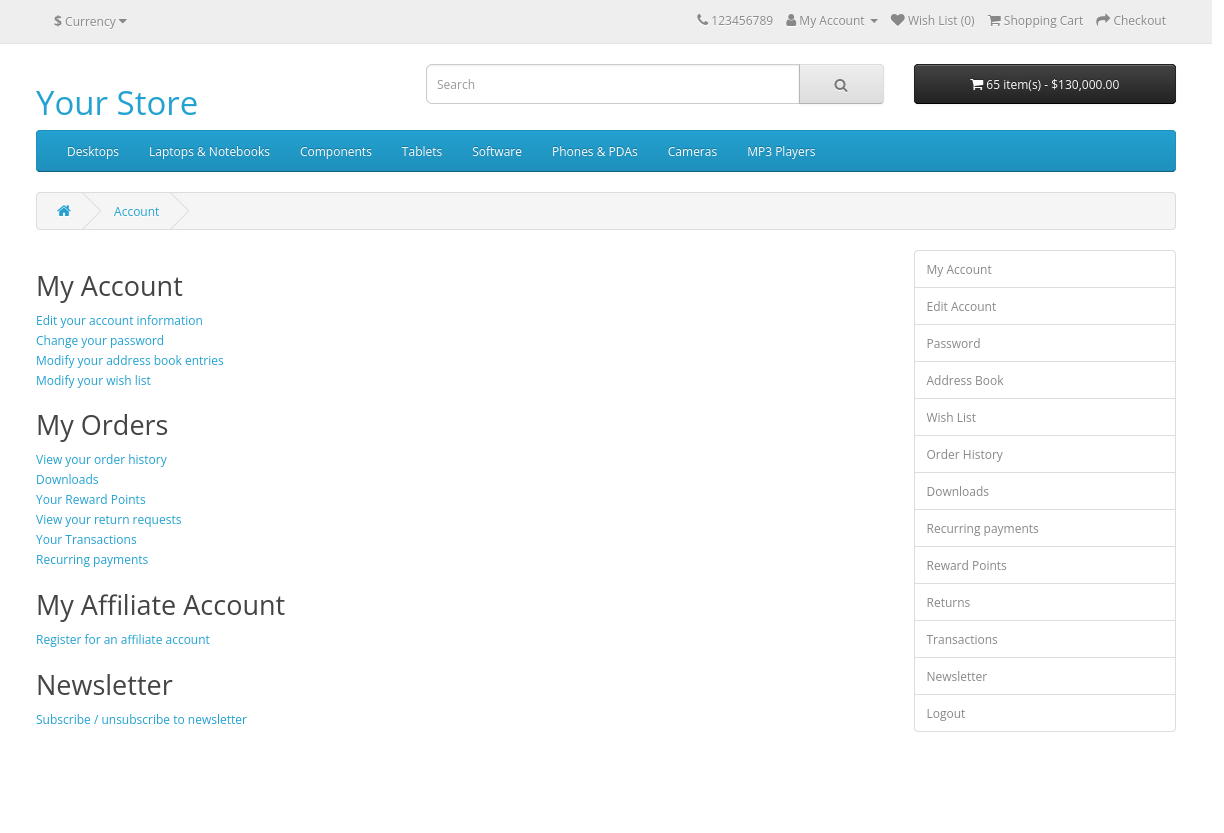 $ Currency
123456789 My Account Wish List (0) Shopping Cart Checkout
Your Store
Search
65 item(s) - $130,000.00
Desktops Laptops & Notebooks Components Tablets Software Phones & PDAs Cameras MP3 Players
Account
My Account
Edit your account information
Change your password
Modify your address book entries
Modify your wish list
My Orders
View your order history
Downloads
Your Reward Points
View your return requests
Your Transactions
Recurring payments
My Affiliate Account
Register for an affiliate account
Newsletter
Subscribe / unsubscribe to newsletter
My Account
Edit Account
Password
Address Book
Wish List
Order History
Downloads
Recurring payments
Reward Points
Returns
Transactions
Newsletter
Logout